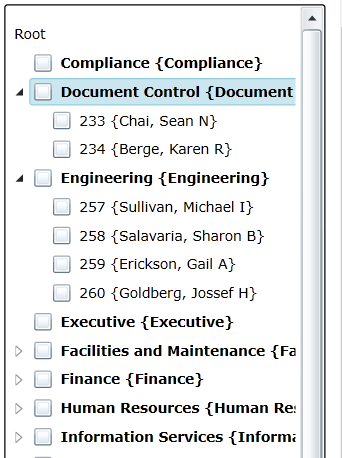 Root
Compliance {Compliance}
Document Control {Document
233 {Chai, Sean N}
234 {Berge, Karen R}
Engineering {Engineering}
257 {Sullivan, Michael I}
258 {Salavaria, Sharon B}
259 {Erickson, Gail A}
260 {Goldberg, Jossef H}
Executive {Executive}
Facilities and Maintenance {Fa
Finance {Finance}
Human Resources {Human Res
Information Services {Informa